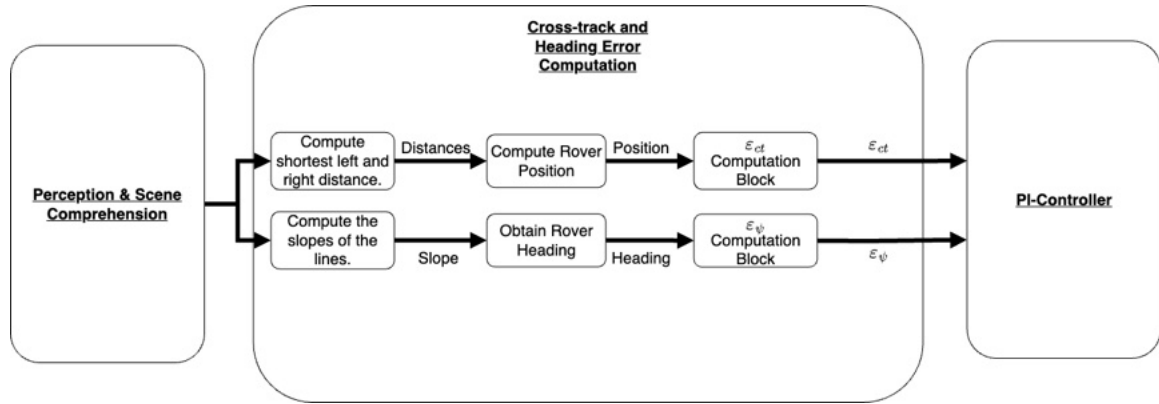 Cross-track and
Heading Error
Computation
Perception & Scene
Comprehension
Compute
shortest left and
right distance.
Distances
Compute Rover
Position
Position
εct
Computation
Block
εct
Compute the
slopes of the
lines.
Slope
Obtain Rover
Heading
Heading
εψ
Computation
Block
εψ
PI-Controller